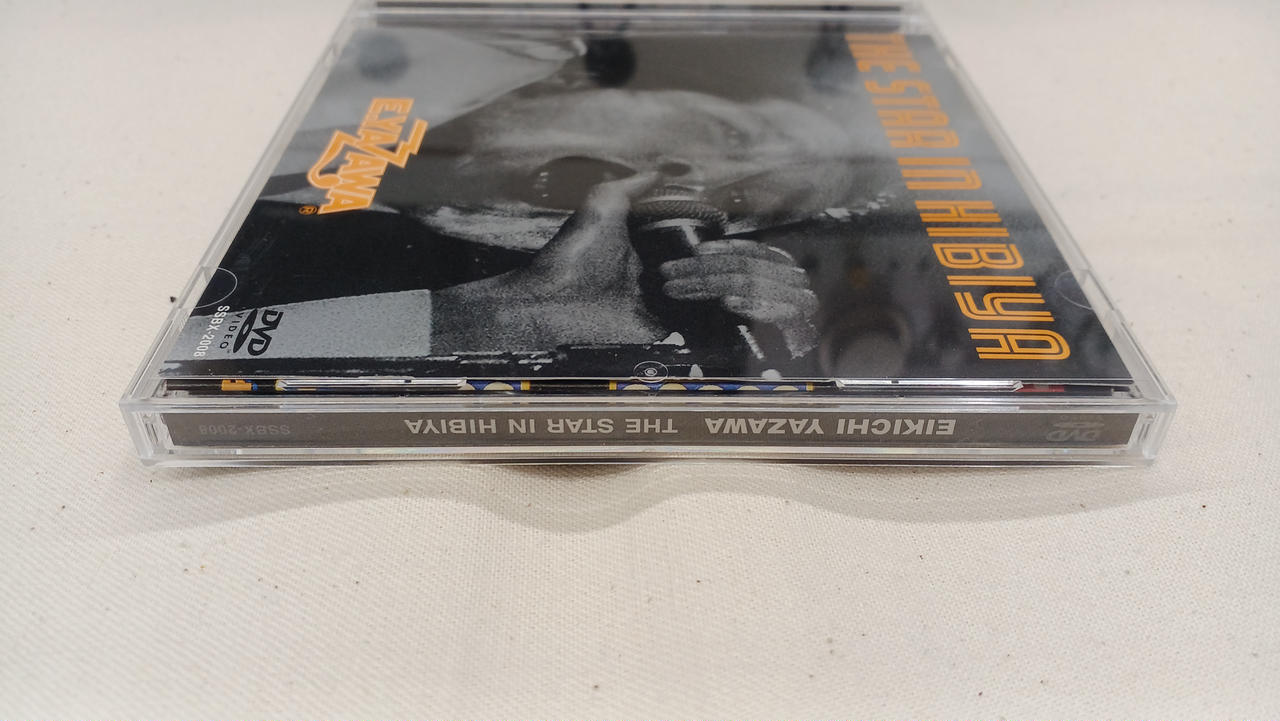 THE STAR IN HIBIYA
E.YAZAWA®
DVD
VIDEO
SSBX-2008
DVD
EIKICHI YAZAWA THE STAR IN HIBIYA SSBX-2008